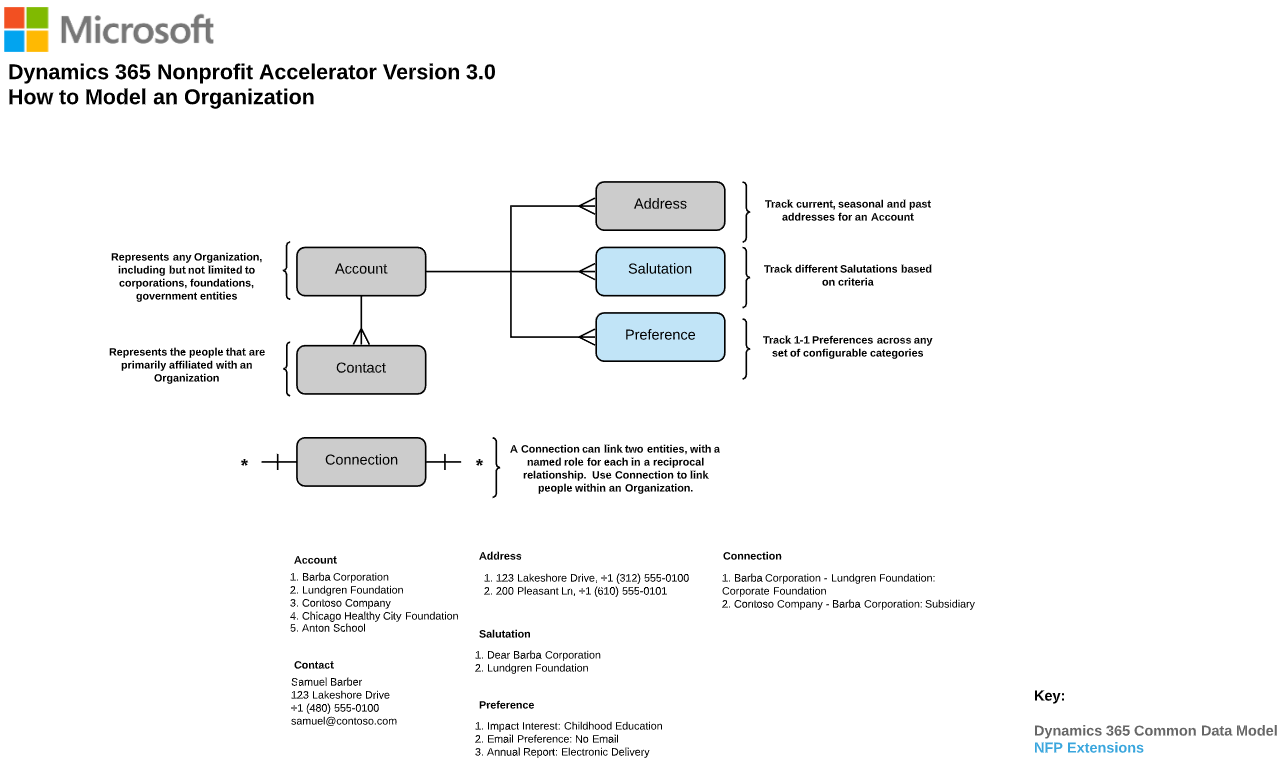 Microsoft
Dynamics 365 Nonprofit Accelerator Version 3.0
How to Model an Organization
Address
Track current, seasonal and past
addresses for an Account
Represents any Organization,
including but not limited to
corporations, foundations,
government entities
Account
Salutation
Track different Salutations based
on criteria
Preference
Track 1-1 Preferences across any
set of configurable categories
Represents the people that are
primarily affiliated with an
Organization
Contact
*
Connection
*
A Connection can link two entities, with a
named role for each in a reciprocal
relationship. Use Connection to link
people within an Organization.
Account
1. Barba Corporation
2. Lundgren Foundation
3. Contoso Company
4. Chicago Healthy City Foundation
5. Anton School
Contact
Samuel Barber
123 Lakeshore Drive
+1 (480) 555-0100
samuel@contoso.com
Address
1. 123 Lakeshore Drive, +1 (312) 555-0100
2. 200 Pleasant Ln, +1 (610) 555-0101
Salutation
1. Dear Barba Corporation
2. Lundgren Foundation
Preference
1. Impact Interest: Childhood Education
2. Email Preference: No Email
3. Annual Report: Electronic Delivery
Connection
1. Barba Corporation - Lundgren Foundation:
Corporate Foundation
2. Contoso Company - Barba Corporation: Subsidiary
Key:
Dynamics 365 Common Data Model
NFP Extensions